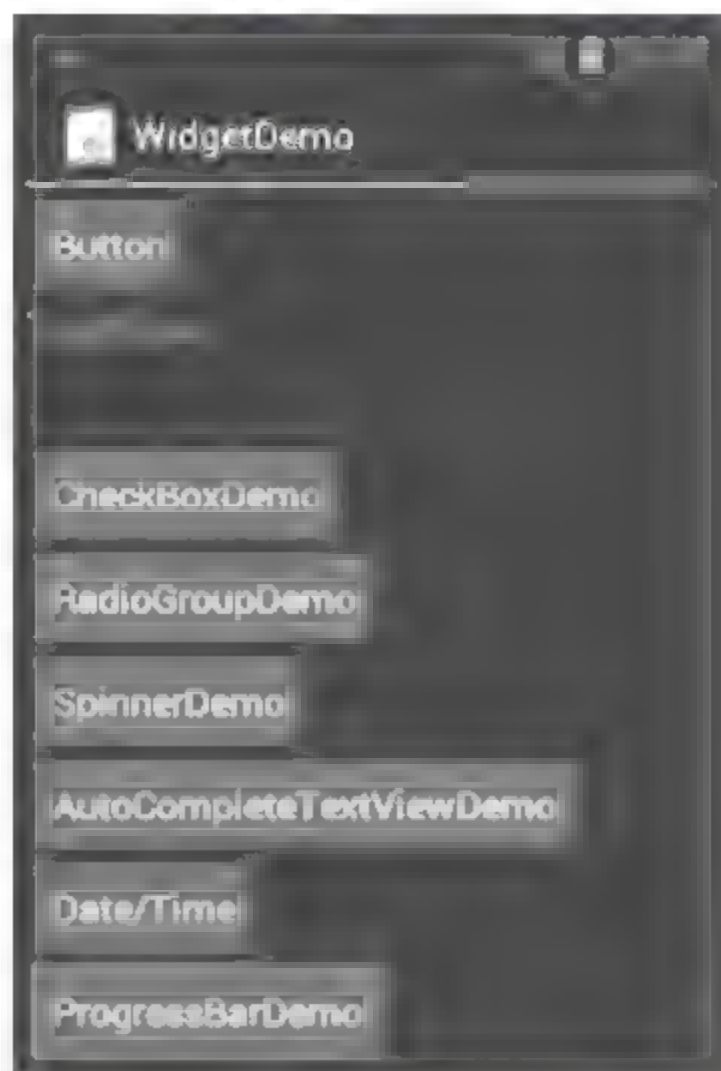 WidgetDemo
Button
CheckBoxDemo
RadioGroupDemo
SpinnerDemo
AutoCompleteTextViewDemo
Date/Time
ProgressBarDemo